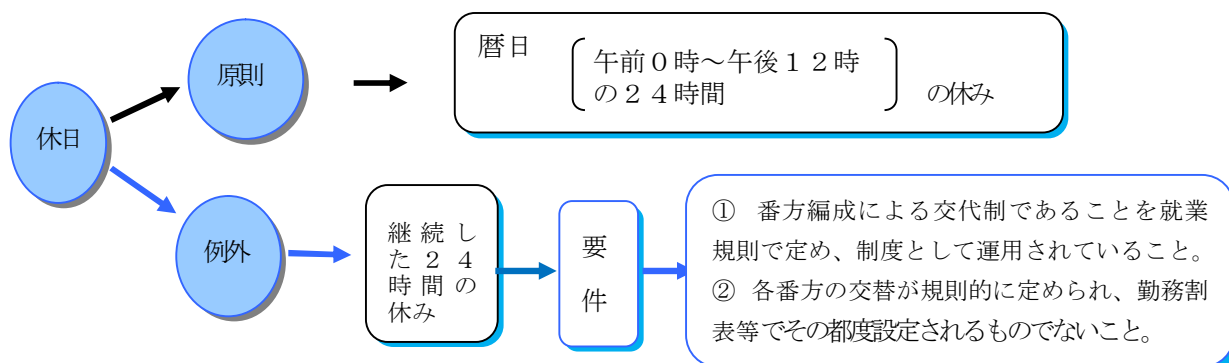 休日
原則
暦日
午前０時～午後１２時
の２４時間
の休み
例外
継続し
た２４
時間の
休み
要
件
① 番方編成による交代制であることを就業
規則で定め、制度として運用されていること。
② 各番方の交替が規則的に定められ、勤務割
表等でその都度設定されるものでないこと。